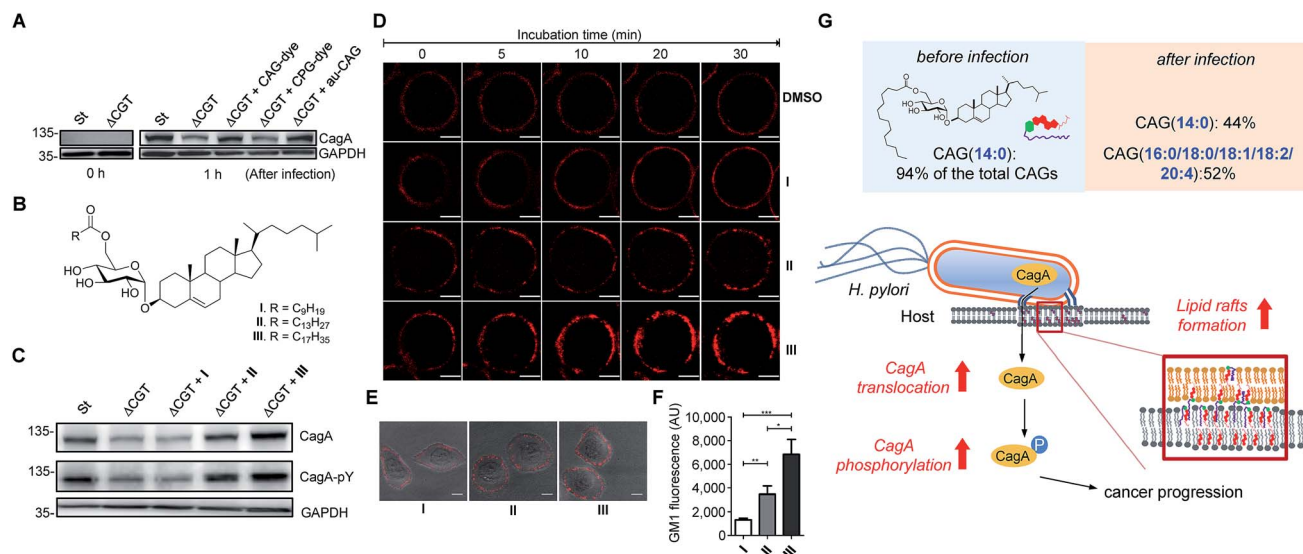 A
St
ΔCGT
ΔCGT + CAG-dye
ΔCGT + CPG-dye
ΔCGT + au-CAG
St
ΔCGT
135-
CagA
35-
GAPDH
0 h
1 h (After infection)
B
O
R
O
HO
HO
O
HO
O
I. R = C9H19
II. R = C13H27
III. R = C17H35
C
St
ΔCGT
ΔCGT + I
ΔCGT + II
ΔCGT + III
135-
CagA
135-
CagA-pY
35-
GAPDH
D
Incubation time (min)
0 5 10 20 30
DMSO
I
II
III
E
I II III
F
GM1 fluorescence (AU)
10,000
8,000
6,000
4,000
2,000
0
***
*
**
I II III
G
before infection
O
O
HO
HO
O
HO
O
CAG(14:0):
94% of the total CAGs
after infection
CAG(14:0): 44%
CAG(16:0/18:0/18:1/18:2/
20:4):52%
H. pylori
CagA
Host
Lipid rafts
formation
CagA
translocation
CagA
CagA
phosphorylation
CagA
P
cancer progression